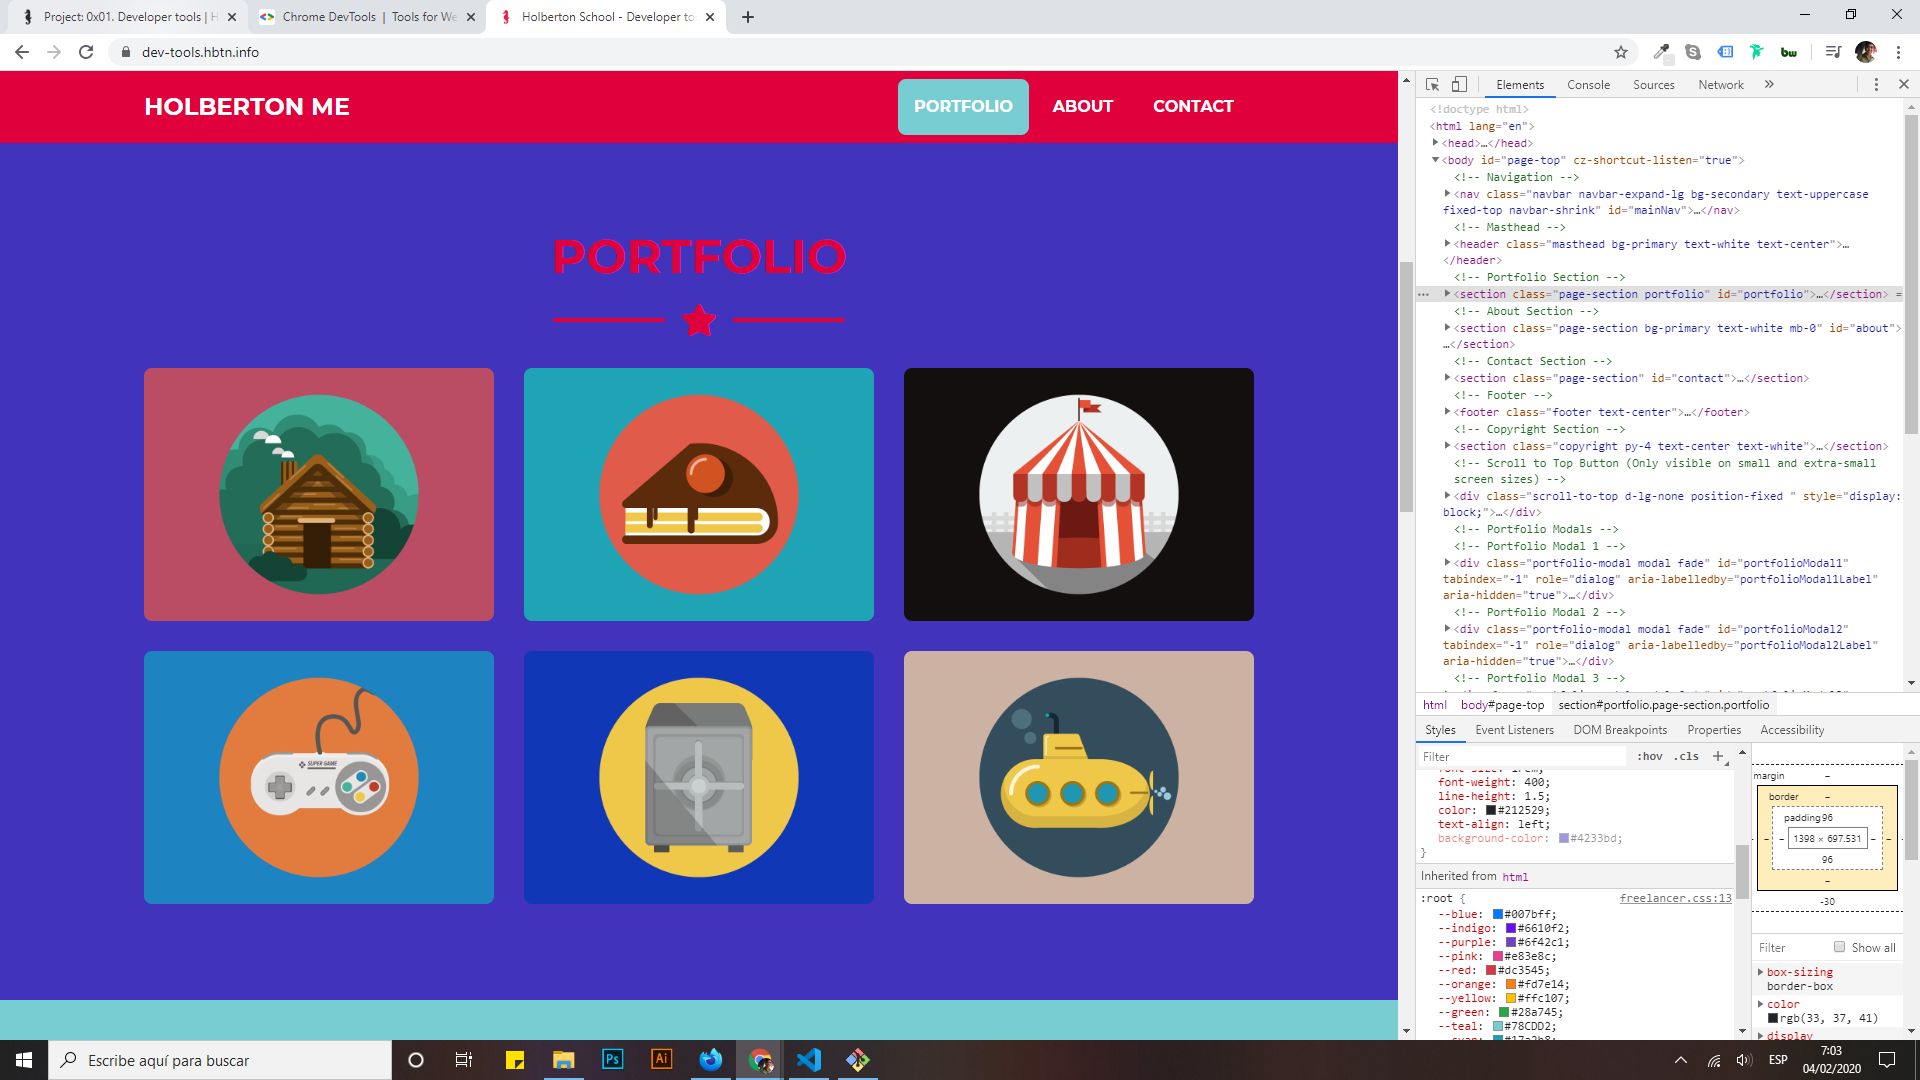 Project: 0x01. Developer tools | H
Chrome DevTools | Tools for We
Holberton School - Developer to
dev-tools.hbtn.info
bw
HOLBERTON ME
PORTFOLIO
ABOUT
CONTACT
PORTFOLIO
SUPER GAME
Elements
Console
Sources
Network
<!doctype html>
<html lang="en">
<head>…</head>
<body id="page-top" cz-shortcut-listen="true">
<!-- Navigation -->
<nav class="navbar navbar-expand-lg bg-secondary text-uppercase
fixed-top navbar-shrink" id="mainNav">…</nav>
<!-- Masthead -->
<header class="masthead bg-primary text-white text-center">…
</header>
<!-- Portfolio Section -->
<section class="page-section portfolio" id="portfolio">…</section> =
<!-- About Section -->
<section class="page-section bg-primary text-white mb-0" id="about">
…</section>
<!-- Contact Section -->
<section class="page-section" id="contact">…</section>
<!-- Footer -->
<footer class="footer text-center">…</footer>
<!-- Copyright Section -->
<section class="copyright py-4 text-center text-white">…</section>
<!-- Scroll to Top Button (Only visible on small and extra-small
screen sizes) -->
<div class="scroll-to-top d-lg-none position-fixed " style="display:
block;">…</div>
<!-- Portfolio Modals -->
<!-- Portfolio Modal 1 -->
<div class="portfolio-modal modal fade" id="portfolioModal1"
tabindex="-1" role="dialog" aria-labelledby="portfolioModal1Label"
aria-hidden="true">…</div>
<!-- Portfolio Modal 2 -->
<div class="portfolio-modal modal fade" id="portfolioModal2"
tabindex="-1" role="dialog" aria-labelledby="portfolioModal2Label"
aria-hidden="true">…</div>
<!-- Portfolio Modal 3 -->
html
body#page-top
section#portfolio.page-section.portfolio
Styles
Event Listeners
DOM Breakpoints
Properties
Accessibility
Filter
:hov
.cls
font-size: 1rem;
font-weight: 400;
line-height: 1.5;
color: #212529;
text-align: left;
background-color: #4233bd;
}
Inherited from html
:root {
freelancer.css:13
--blue: #007bff;
--indigo: #6610f2;
--purple: #6f42c1;
--pink: #e83e8c;
--red: #dc3545;
--orange: #fd7e14;
--yellow: #ffc107;
--green: #28a745;
--teal: #78CDD2;
--cyan: #17a2b8;
margin
–
border
–
padding96
–
–
–
1398 × 697.531
–
–
–
96
–
-30
Filter
Show all
box-sizing
border-box
color
rgb(33, 37, 41)
display
Escribe aquí para buscar
Ps
Ai
ESP
7:03
04/02/2020